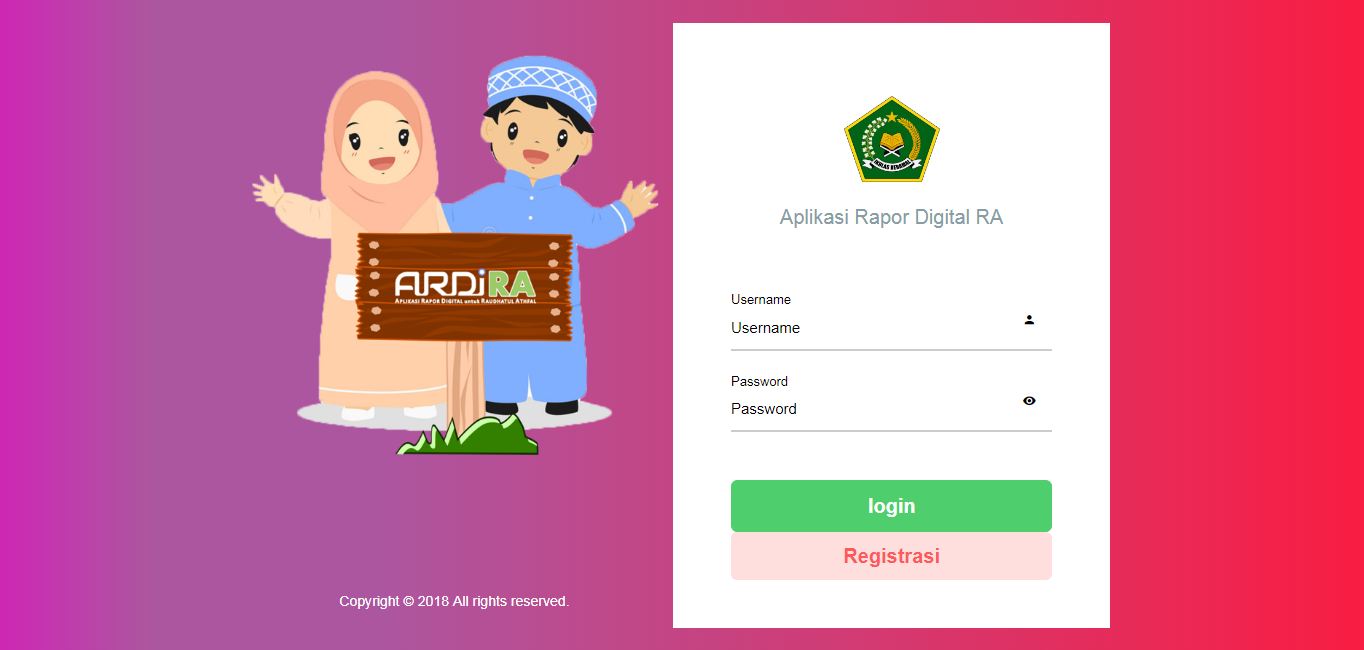 ARDiRA
APLIKASI RAPOR DIGITAL untuk RAUDHATUL ATHFAL
Copyright © 2018 All rights reserved.
IKHLAS BERAMAL
Aplikasi Rapor Digital RA
Username
Username
Password
Password
login
Registrasi